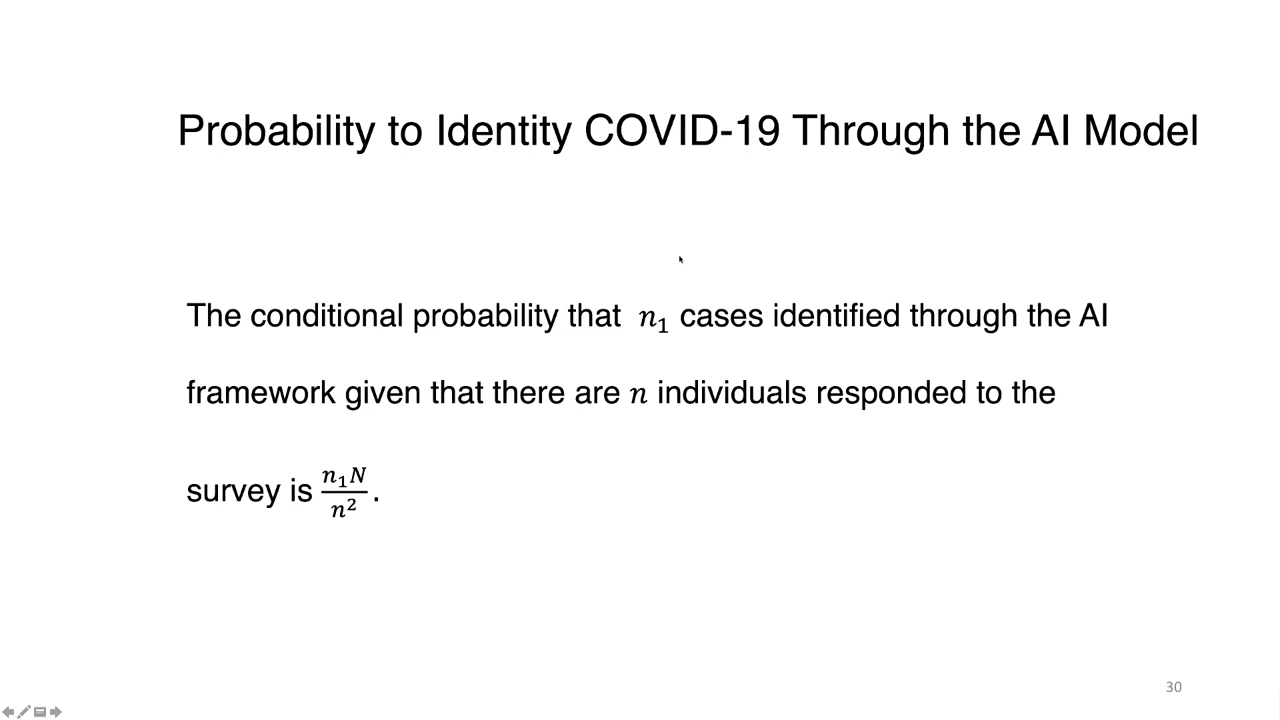 Probability to Identity COVID-19 Through the AI Model
The conditional probability that n₁ cases identified through the AI
framework given that there are n individuals responded to the
survey is n₁N/n².
30